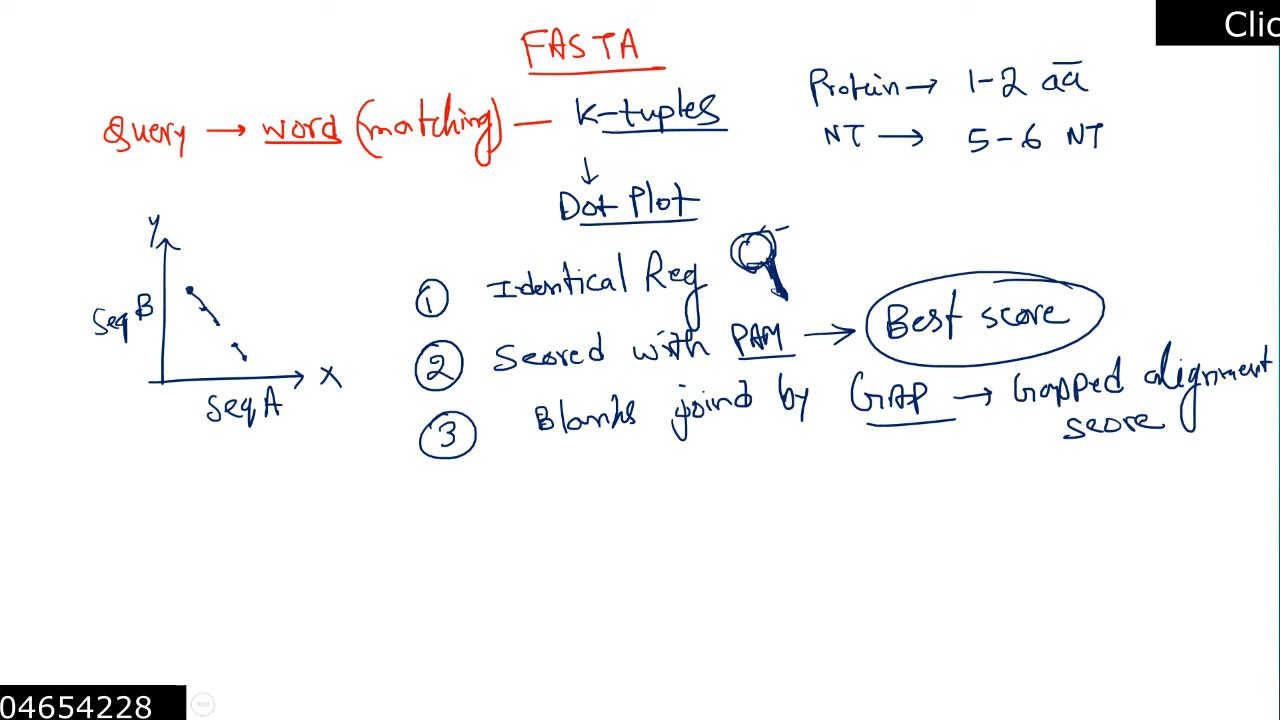 Clic
FASTA
Query → word (matching) — K-tuples
Protein → 1-2 aa
NT → 5-6 NT
↓
Dot Plot
Y
Seq B
X
Seq A
① Identical Reg
② Scored with PAM → Best score
③ Blanks joind by GAP → Gapped alignment
score
04654228